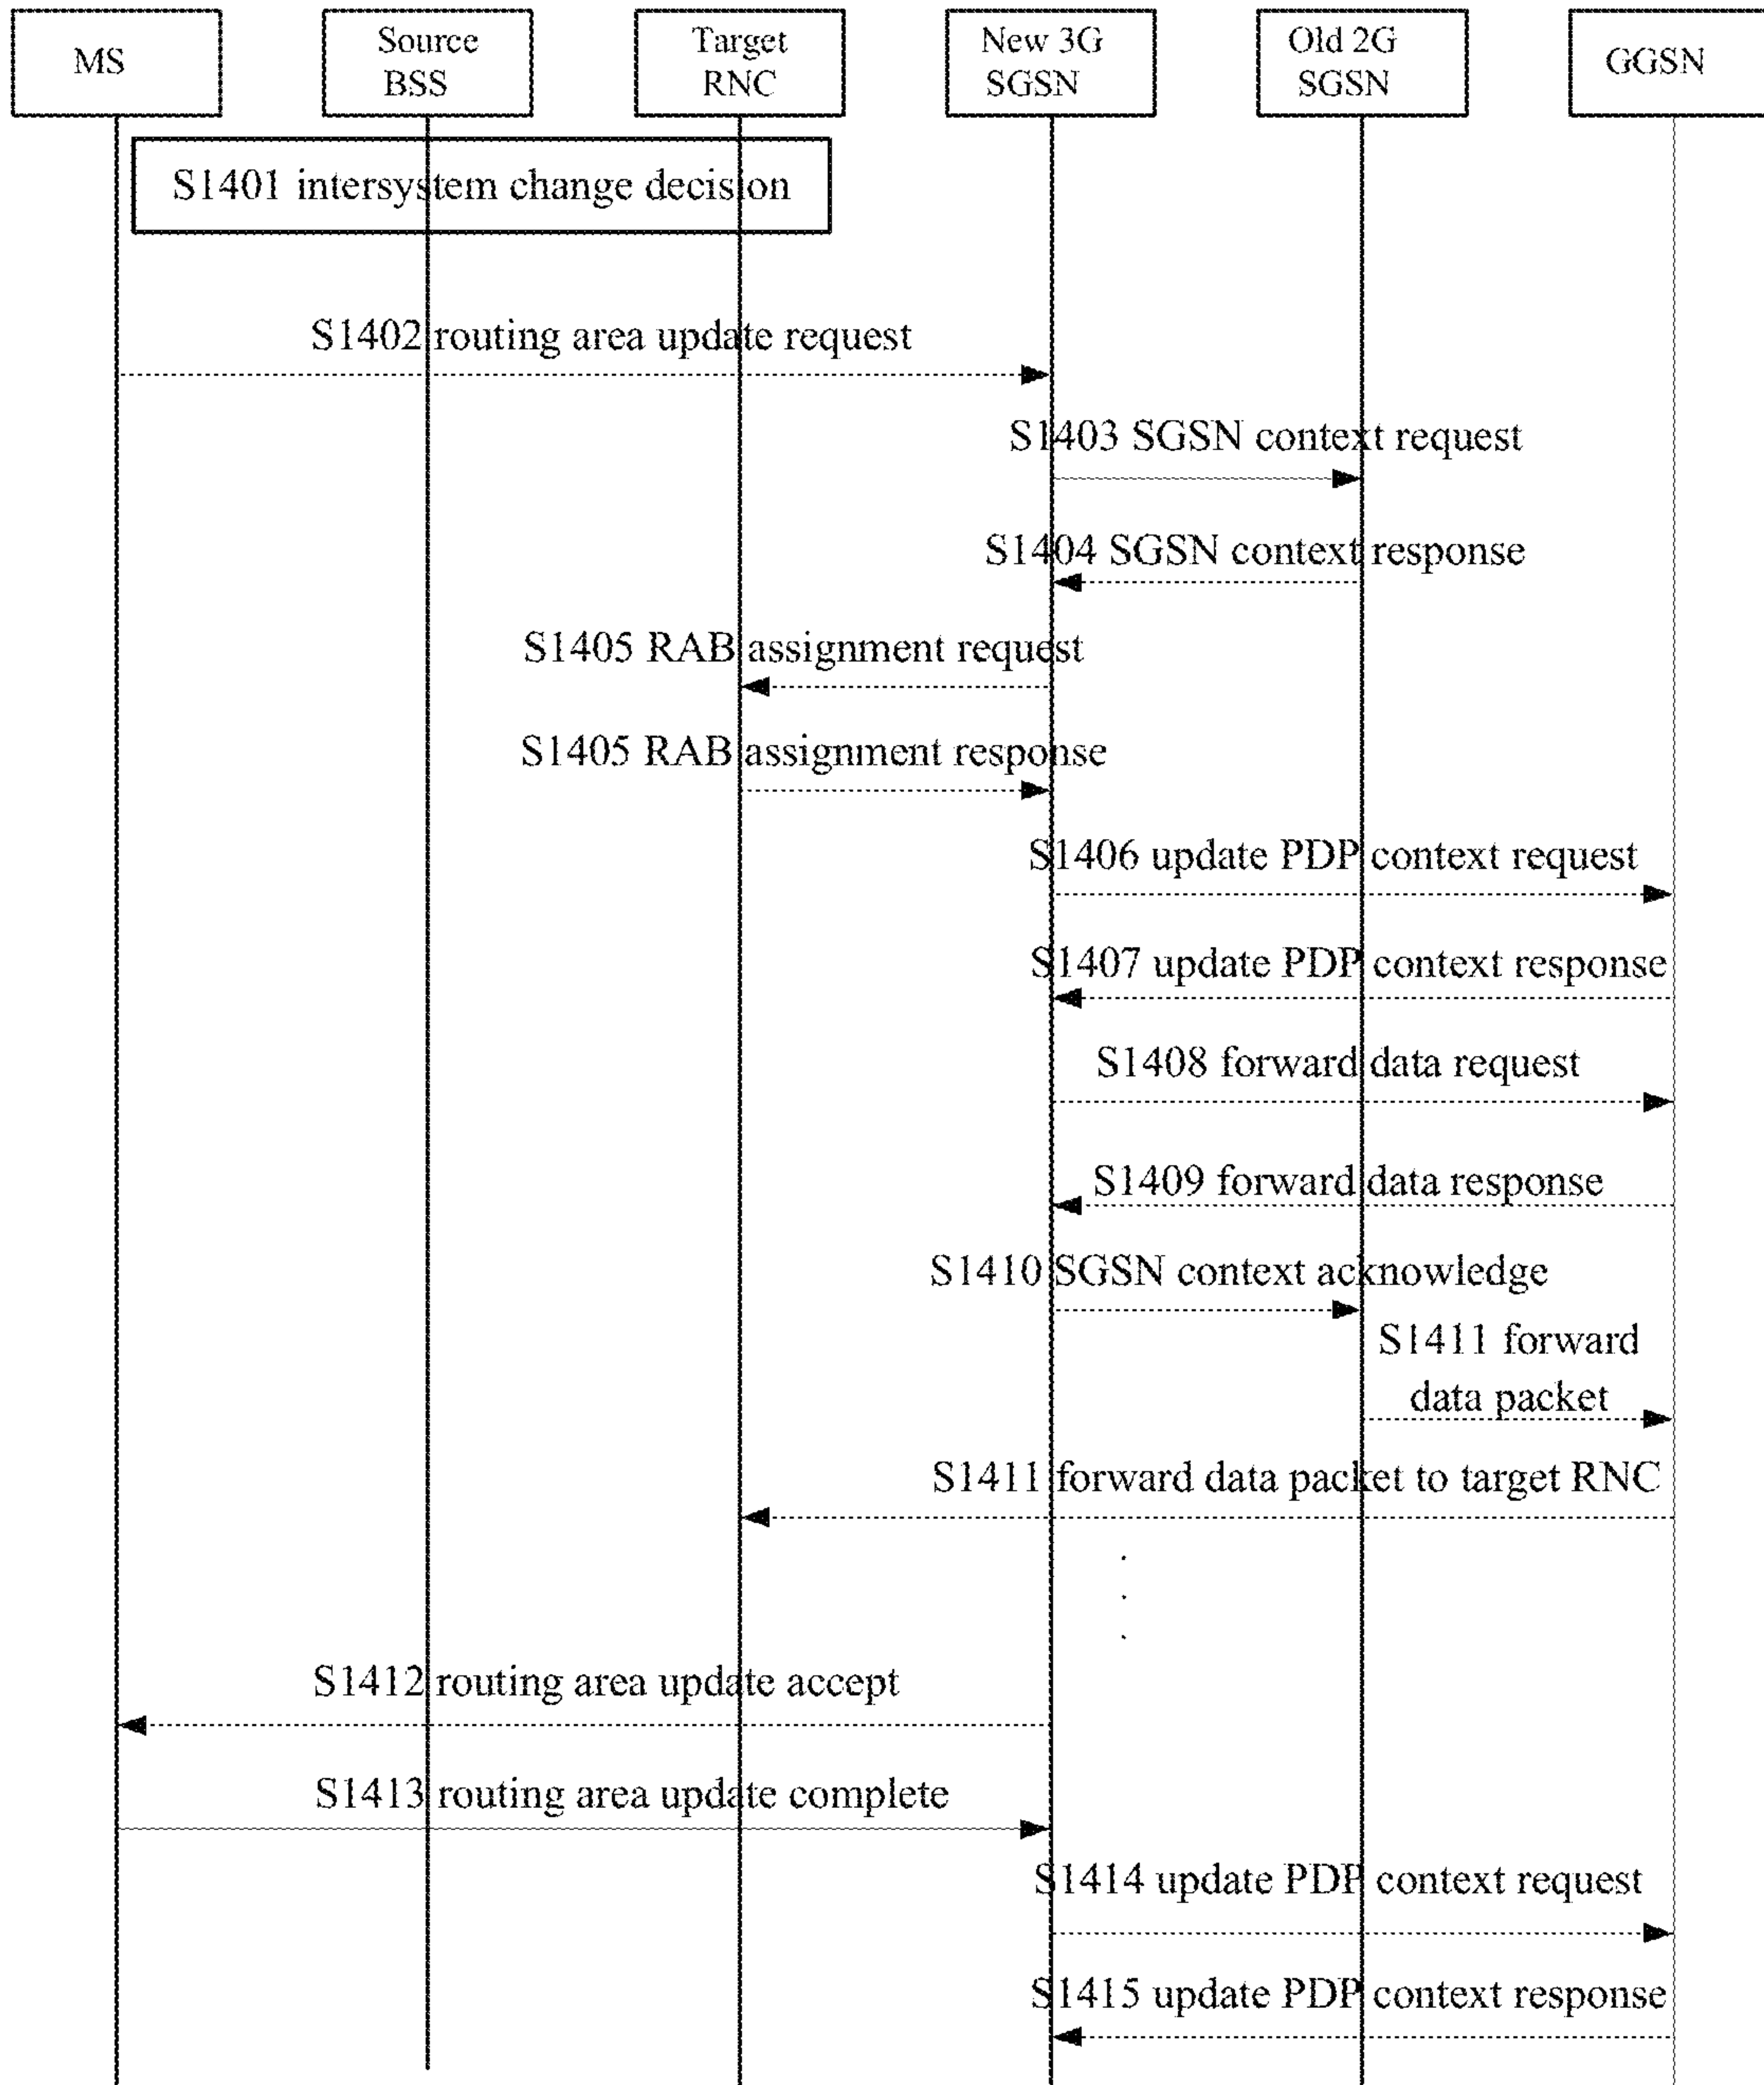 MS
Source
BSS
Target
RNC
New 3G
SGSN
Old 2G
SGSN
GGSN
S1401 intersystem change decision
S1402 routing area update request
S1403 SGSN context request
S1404 SGSN context response
S1405 RAB assignment request
S1405 RAB assignment response
S1406 update PDP context request
S1407 update PDP context response
S1408 forward data request
S1409 forward data response
S1410 SGSN context acknowledge
S1411 forward
data packet
S1411 forward data packet to target RNC
S1412 routing area update accept
S1413 routing area update complete
S1414 update PDP context request
S1415 update PDP context response